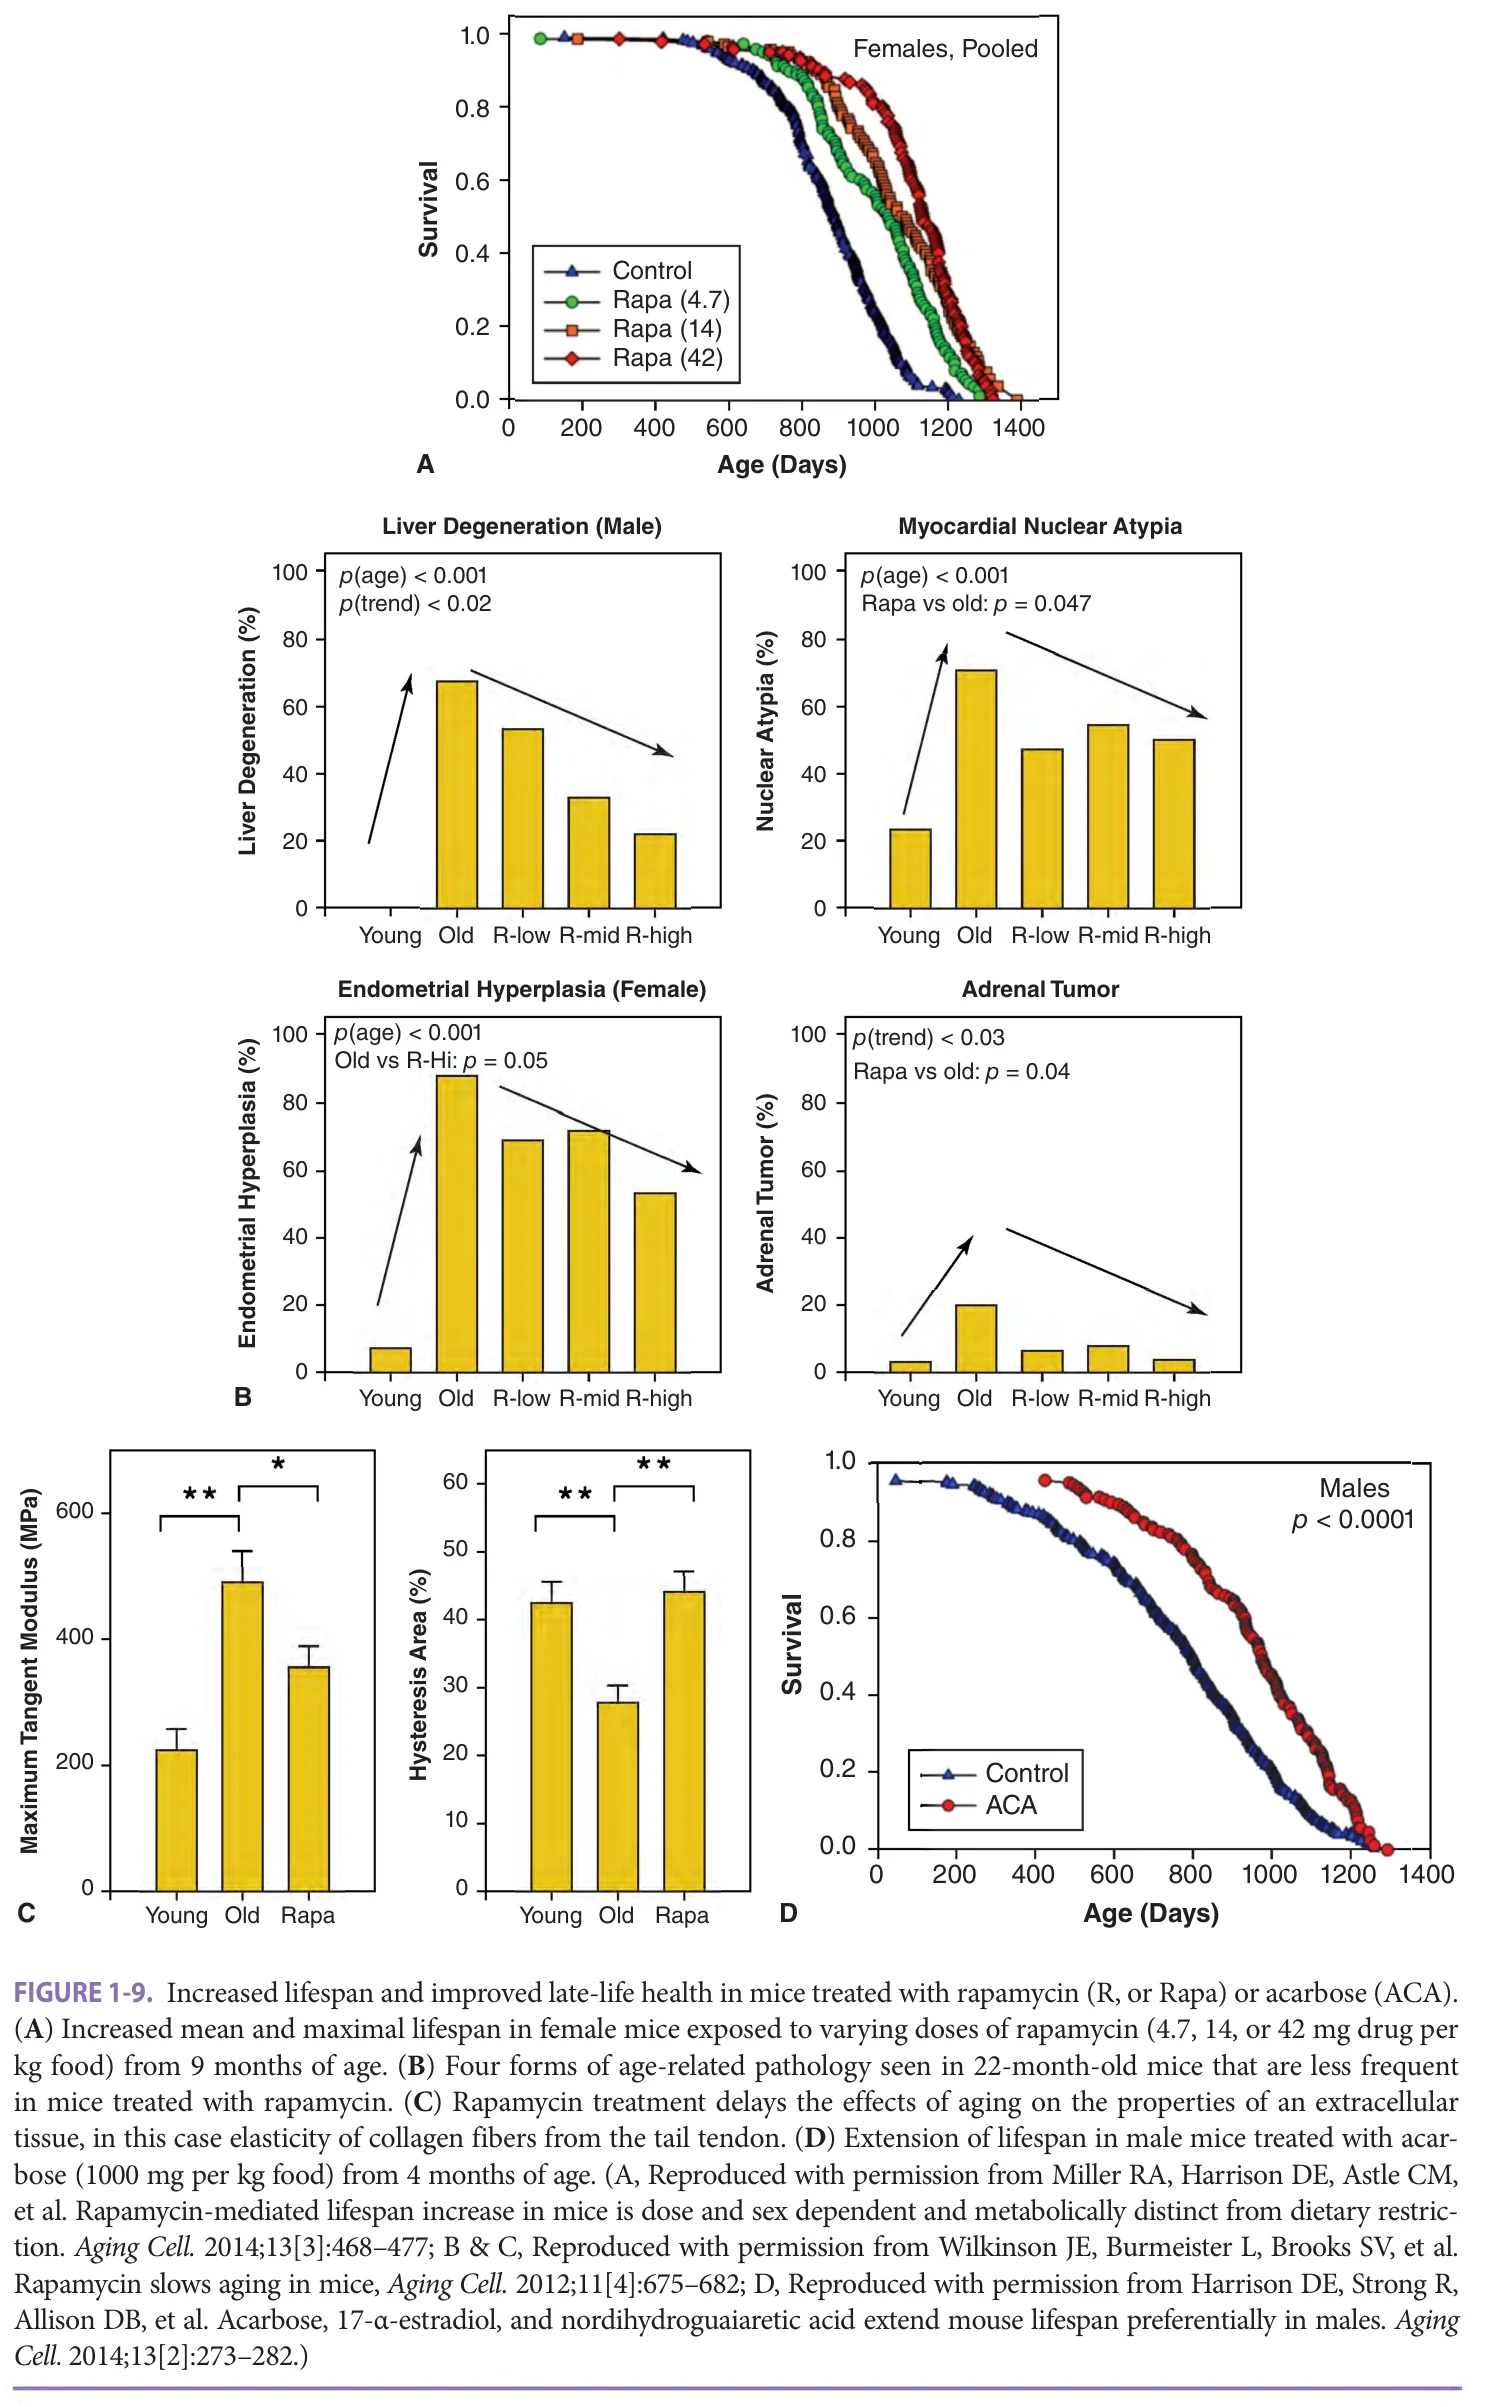 1.0
0.8
0.6
0.4
0.2
0.0
Survival
Females, Pooled
Control
Rapa (4.7)
Rapa (14)
Rapa (42)
0 200 400 600 800 1000 1200 1400
A
Age (Days)
Liver Degeneration (Male)
p(age) < 0.001
p(trend) < 0.02
100
80
60
40
20
0
Liver Degeneration (%)
Young Old R-low R-mid R-high
Myocardial Nuclear Atypia
p(age) < 0.001
Rapa vs old: p = 0.047
100
80
60
40
20
0
Nuclear Atypia (%)
Young Old R-low R-mid R-high
Endometrial Hyperplasia (Female)
p(age) < 0.001
Old vs R-Hi: p = 0.05
100
80
60
40
20
0
Endometrial Hyperplasia (%)
B
Young Old R-low R-mid R-high
Adrenal Tumor
p(trend) < 0.03
Rapa vs old: p = 0.04
100
80
60
40
20
0
Adrenal Tumor (%)
Young Old R-low R-mid R-high
Maximum Tangent Modulus (MPa)
600
400
200
0
**
*
C
Young Old Rapa
Hysteresis Area (%)
60
50
40
30
20
10
0
**
**
Young Old Rapa
Survival
1.0
0.8
0.6
0.4
0.2
0.0
Males
p < 0.0001
Control
ACA
0 200 400 600 800 1000 1200 1400
D
Age (Days)
FIGURE 1-9. Increased lifespan and improved late-life health in mice treated with rapamycin (R, or Rapa) or acarbose (ACA).
(A) Increased mean and maximal lifespan in female mice exposed to varying doses of rapamycin (4.7, 14, or 42 mg drug per
kg food) from 9 months of age. (B) Four forms of age-related pathology seen in 22-month-old mice that are less frequent
in mice treated with rapamycin. (C) Rapamycin treatment delays the effects of aging on the properties of an extracellular
tissue, in this case elasticity of collagen fibers from the tail tendon. (D) Extension of lifespan in male mice treated with acar-
bose (1000 mg per kg food) from 4 months of age. (A, Reproduced with permission from Miller RA, Harrison DE, Astle CM,
et al. Rapamycin-mediated lifespan increase in mice is dose and sex dependent and metabolically distinct from dietary restric-
tion. Aging Cell. 2014;13[3]:468–477; B & C, Reproduced with permission from Wilkinson JE, Burmeister L, Brooks SV, et al.
Rapamycin slows aging in mice, Aging Cell. 2012;11[4]:675–682; D, Reproduced with permission from Harrison DE, Strong R,
Allison DB, et al. Acarbose, 17-α-estradiol, and nordihydroguaiaretic acid extend mouse lifespan preferentially in males. Aging
Cell. 2014;13[2]:273–282.)